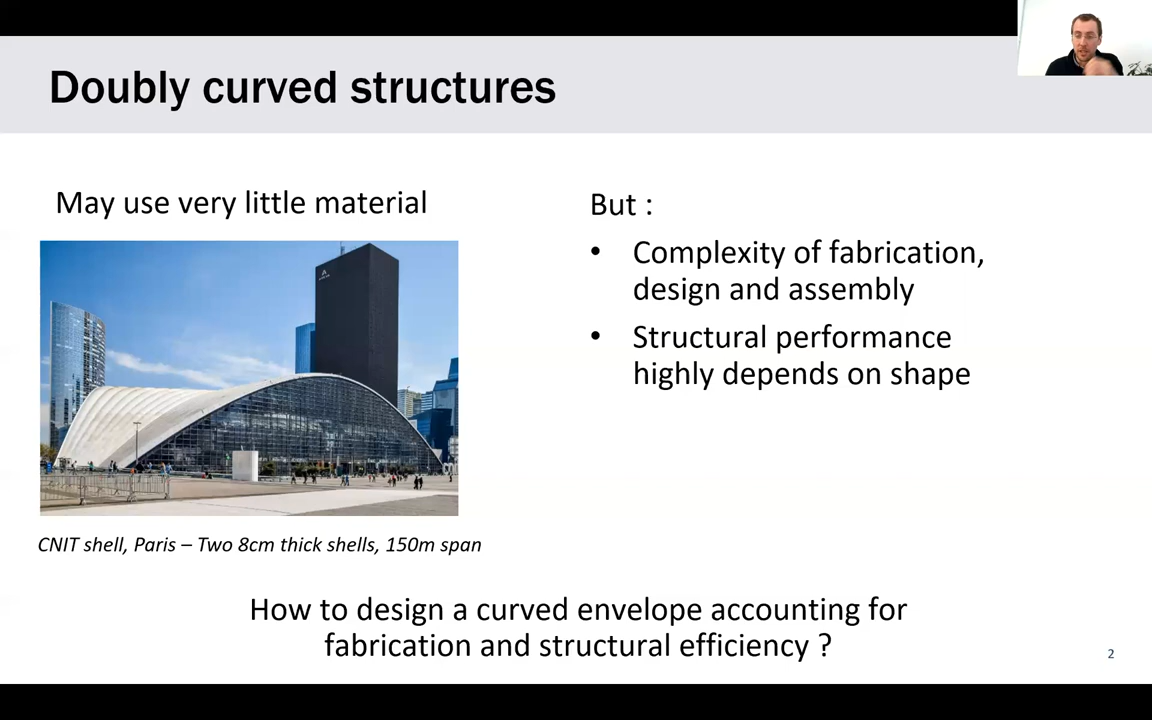 Doubly curved structures
May use very little material
CNIT shell, Paris – Two 8cm thick shells, 150m span
But :
• Complexity of fabrication,
design and assembly
• Structural performance
highly depends on shape
How to design a curved envelope accounting for
fabrication and structural efficiency ?
2